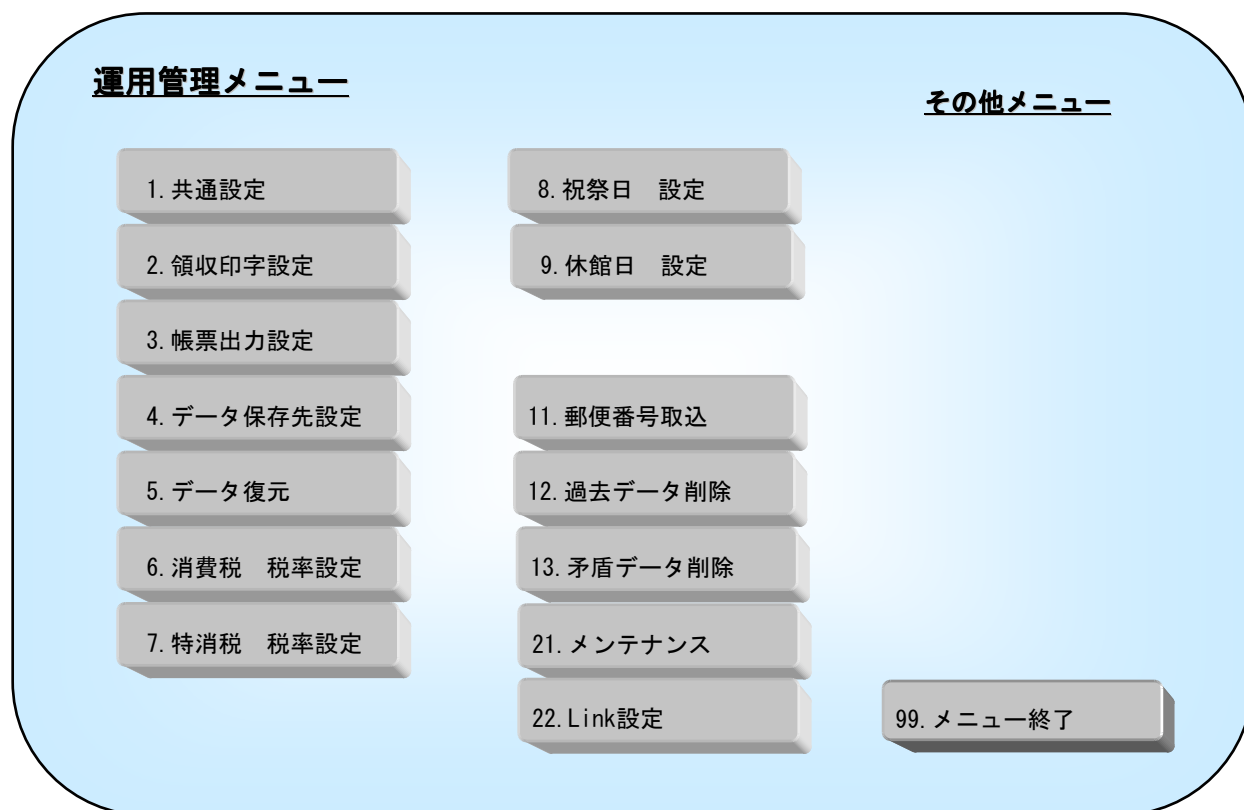 運用管理メニュー
その他メニュー
1.共通設定
2.領収印字設定
3.帳票出力設定
4.データ保存先設定
5.データ復元
6.消費税　税率設定
7.特消税　税率設定
8.祝祭日　設定
9.休館日　設定
11.郵便番号取込
12.過去データ削除
13.矛盾データ削除
21.メンテナンス
22.Link設定
99.メニュー終了